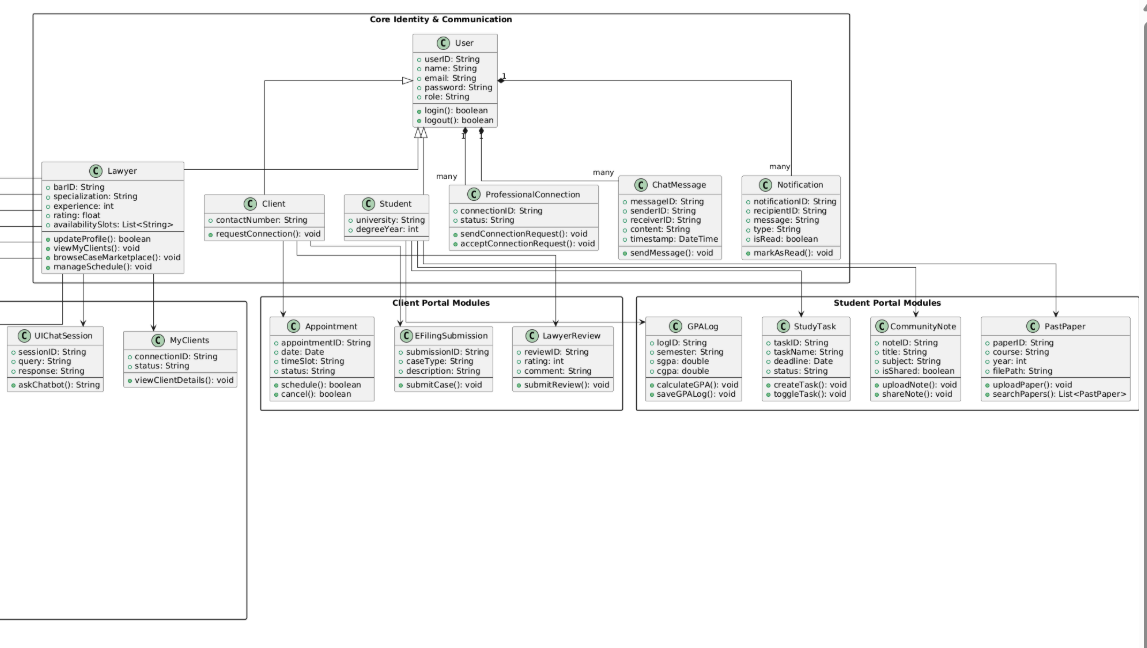 Core Identity & Communication
C User
userID: String
name: String
email: String
password: String
role: String
login(): boolean
logout(): boolean
1
1
1
many
many
many
C Lawyer
barID: String
specialization: String
experience: int
rating: float
availabilitySlots: List<String>
updateProfile(): boolean
viewMyClients(): void
browseCaseMarketplace(): void
manageSchedule(): void
C Client
contactNumber: String
requestConnection(): void
C Student
university: String
degreeYear: int
C ProfessionalConnection
connectionID: String
status: String
sendConnectionRequest(): void
acceptConnectionRequest(): void
C ChatMessage
messageID: String
senderID: String
receiverID: String
content: String
timestamp: DateTime
sendMessage(): void
C Notification
notificationID: String
recipientID: String
message: String
type: String
isRead: boolean
markAsRead(): void
C UIChatSession
sessionID: String
query: String
response: String
askChatbot(): String
C MyClients
connectionID: String
status: String
viewClientDetails(): void
Client Portal Modules
C Appointment
appointmentID: String
date: Date
timeSlot: String
status: String
schedule(): boolean
cancel(): boolean
C EFilingSubmission
submissionID: String
caseType: String
description: String
submitCase(): void
C LawyerReview
reviewID: String
rating: int
comment: String
submitReview(): void
Student Portal Modules
C GPALog
logID: String
semester: String
sgpa: double
cgpa: double
calculateGPA(): void
saveGPALog(): void
C StudyTask
taskID: String
taskName: String
deadline: Date
status: String
createTask(): void
toggleTask(): void
C CommunityNote
noteID: String
title: String
subject: String
isShared: boolean
uploadNote(): void
shareNote(): void
C PastPaper
paperID: String
course: String
year: int
filePath: String
uploadPaper(): void
searchPapers(): List<PastPaper>